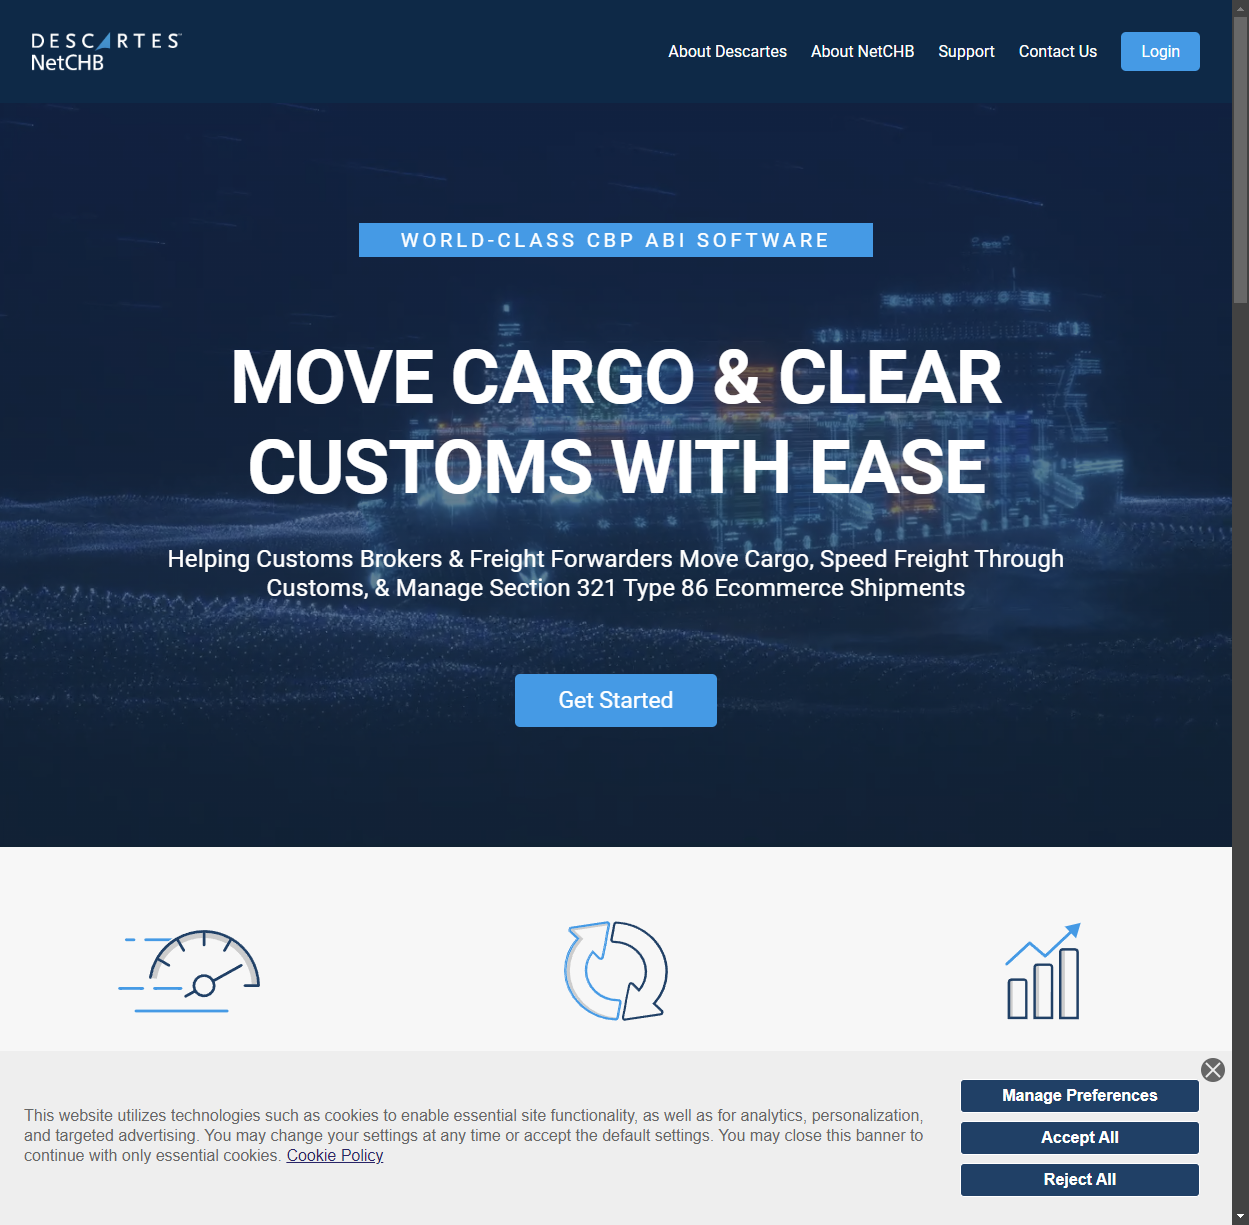 DESCARTES™
NetCHB
About Descartes
About NetCHB
Support
Contact Us
Login
WORLD-CLASS CBP ABI SOFTWARE
MOVE CARGO & CLEAR
CUSTOMS WITH EASE
Helping Customs Brokers & Freight Forwarders Move Cargo, Speed Freight Through
Customs, & Manage Section 321 Type 86 Ecommerce Shipments
Get Started
This website utilizes technologies such as cookies to enable essential site functionality, as well as for analytics, personalization,
and targeted advertising. You may change your settings at any time or accept the default settings. You may close this banner to
continue with only essential cookies. Cookie Policy
Manage Preferences
Accept All
Reject All